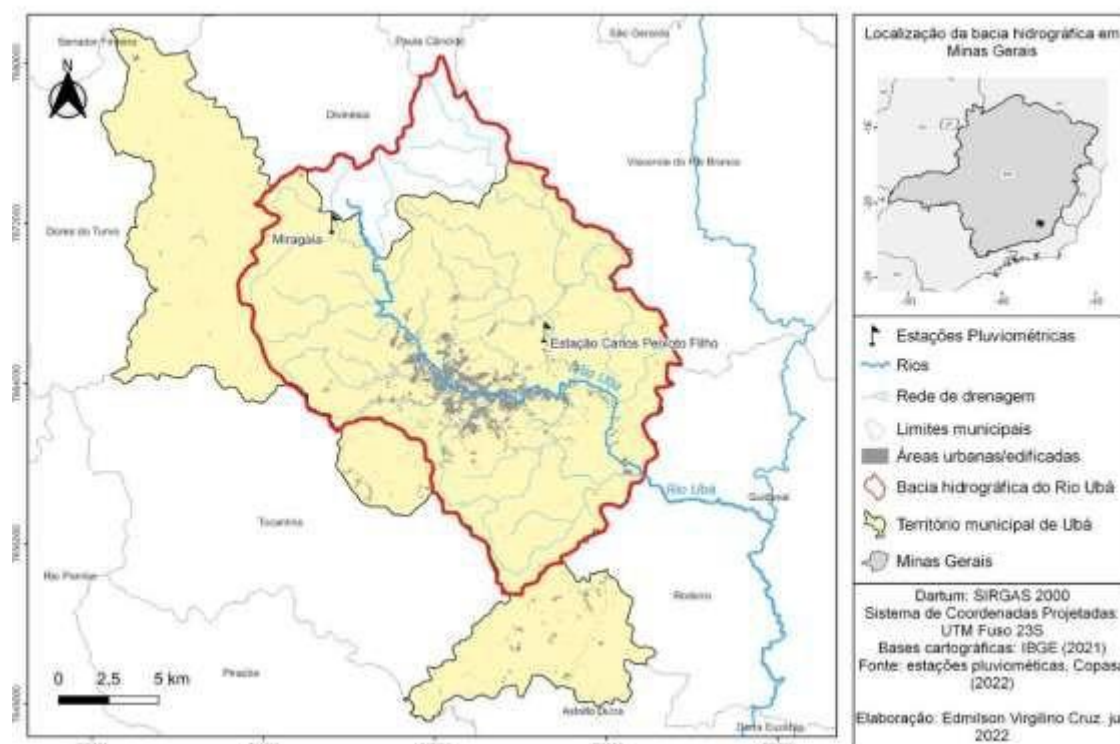 Senador Firmino
Paula Cândido
São Geraldo
N
Divinésia
Visconde do Rio Branco
Dores do Turvo
Miragaia
Estação Carlos Peixoto Filho
Rio Ubá
Rio Ubá
Guidoval
Tocantins
Rio Pomba
Rodeiro
Piraúba
Astolfo Dutra
0 2,5 5 km
Localização da bacia hidrográfica em
Minas Gerais
Estações Pluviométricas
Rios
Rede de drenagem
Limites municipais
Áreas urbanas/edificadas
Bacia hidrográfica do Rio Ubá
Território municipal de Ubá
Minas Gerais
Dartum: SIRGAS 2000
Sistema de Coordenadas Projetadas:
UTM Fuso 23S
Bases cartográficas: IBGE (2021)
Fonte: estações pluviométicas, Copasa
(2022)
Elaboração: Edmilson Virgilino Cruz. ju
2022